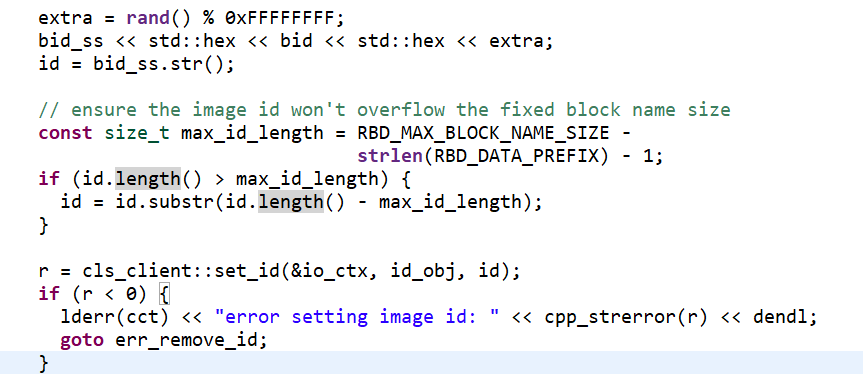 extra = rand() % 0xFFFFFFFF;
bid_ss << std::hex << bid << std::hex << extra;
id = bid_ss.str();

// ensure the image id won't overflow the fixed block name size
const size_t max_id_length = RBD_MAX_BLOCK_NAME_SIZE -
                             strlen(RBD_DATA_PREFIX) - 1;
if (id.length() > max_id_length) {
  id = id.substr(id.length() - max_id_length);
}

r = cls_client::set_id(&io_ctx, id_obj, id);
if (r < 0) {
  lderr(cct) << "error setting image id: " << cpp_strerror(r) << dendl;
  goto err_remove_id;
}